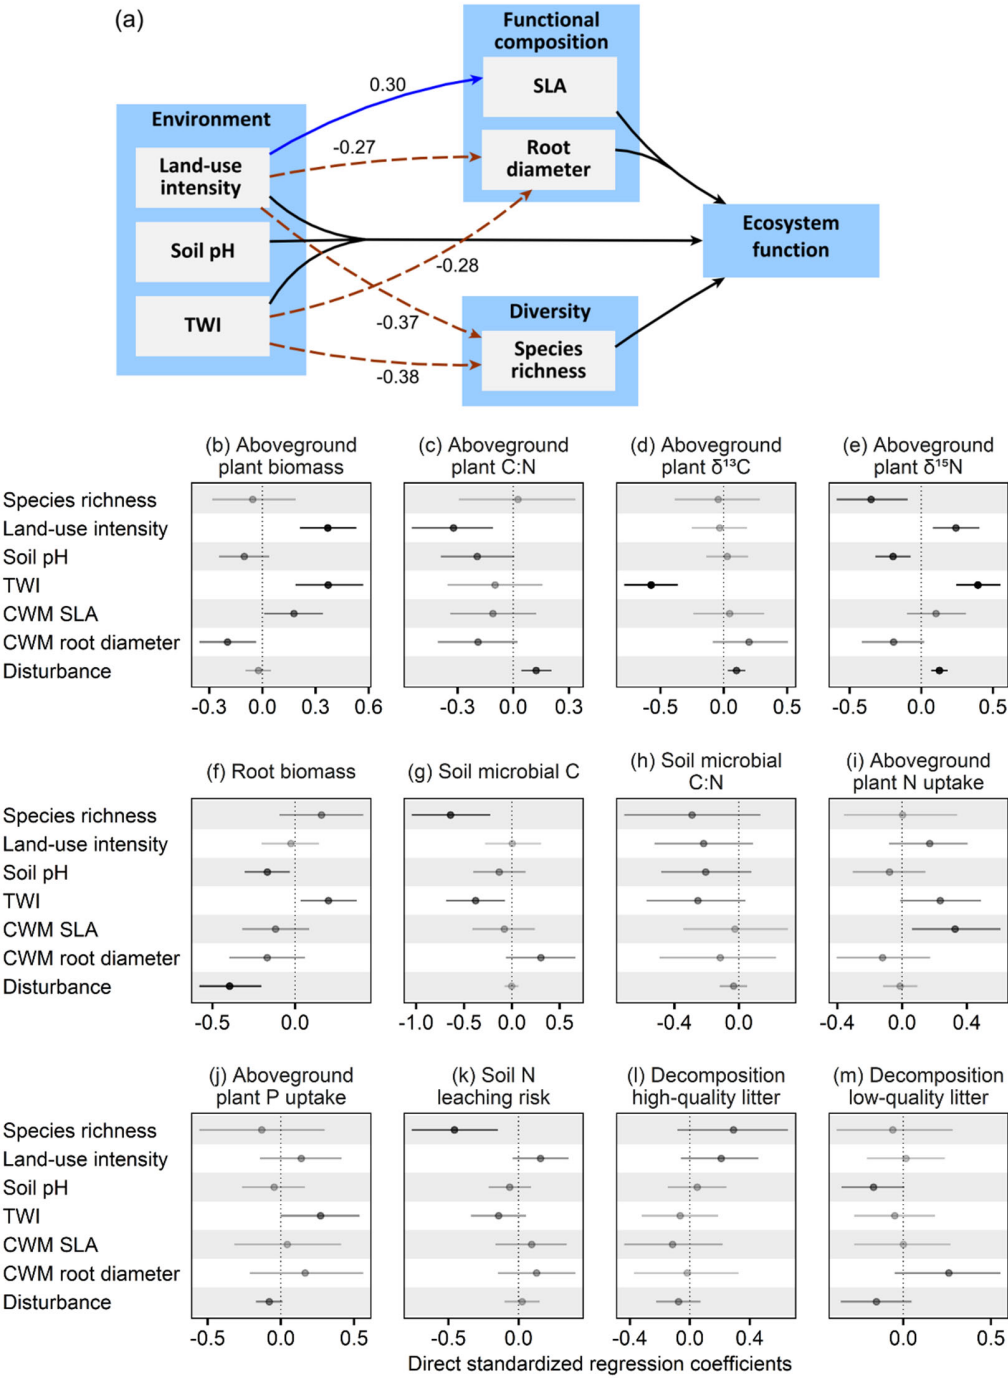 (a)
Functional
composition
SLA
Root
diameter
0.30
-0.27
Environment
Land-use
intensity
Soil pH
TWI
Ecosystem
function
-0.28
-0.37
-0.38
Diversity
Species
richness
(b) Aboveground
plant biomass
(c) Aboveground
plant C:N
(d) Aboveground
plant δ¹³C
(e) Aboveground
plant δ¹⁵N
Species richness
Land-use intensity
Soil pH
TWI
CWM SLA
CWM root diameter
Disturbance
-0.3 0.0 0.3 0.6
-0.3 0.0 0.3
-0.5 0.0 0.5
-0.5 0.0 0.5
(f) Root biomass
(g) Soil microbial C
(h) Soil microbial
C:N
(i) Aboveground
plant N uptake
Species richness
Land-use intensity
Soil pH
TWI
CWM SLA
CWM root diameter
Disturbance
-0.5 0.0
-1.0 -0.5 0.0 0.5
-0.4 0.0
-0.4 0.0 0.4
(j) Aboveground
plant P uptake
(k) Soil N
leaching risk
(l) Decomposition
high-quality litter
(m) Decomposition
low-quality litter
Species richness
Land-use intensity
Soil pH
TWI
CWM SLA
CWM root diameter
Disturbance
-0.5 0.0 0.5
-0.5 0.0
-0.4 0.0 0.4
0.0 0.5
Direct standardized regression coefficients